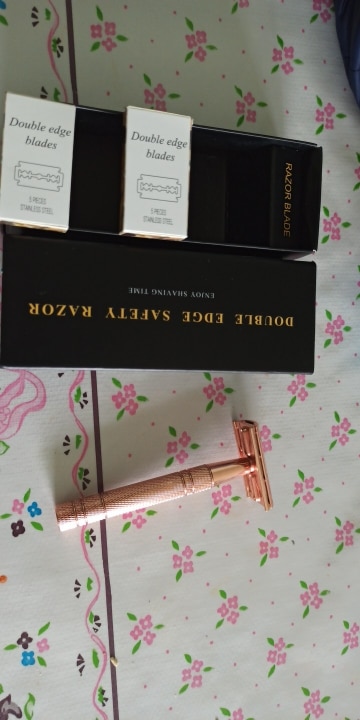 Double edge
blades
5 PIECES
STAINLESS STEEL
Double edge
blades
5 PIECES
STAINLESS STEEL
RAZOR BLADE
DOUBLE EDGE SAFETY RAZOR
ENJOY SHAVING TIME